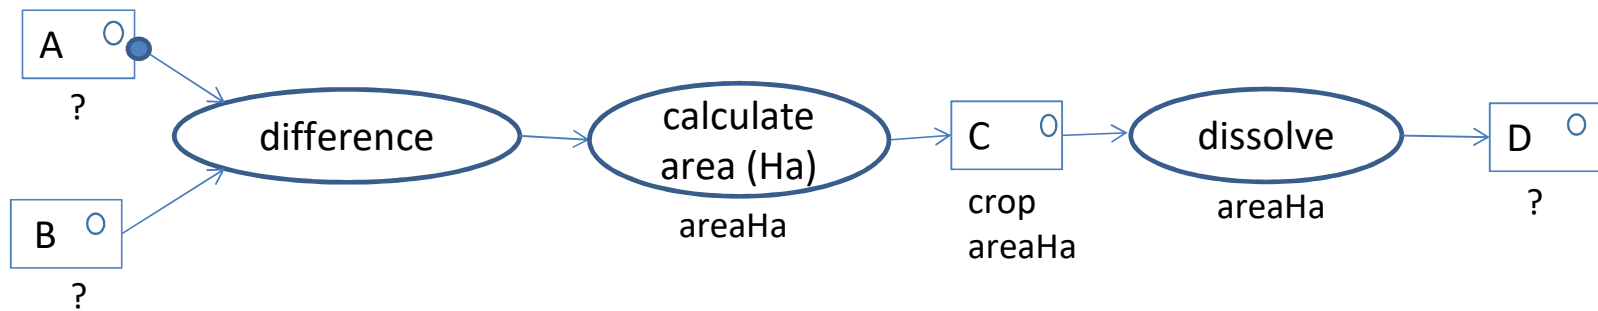 A
?
B
?
difference
calculate
area (Ha)
areaHa
C
crop
areaHa
dissolve
areaHa
D
?